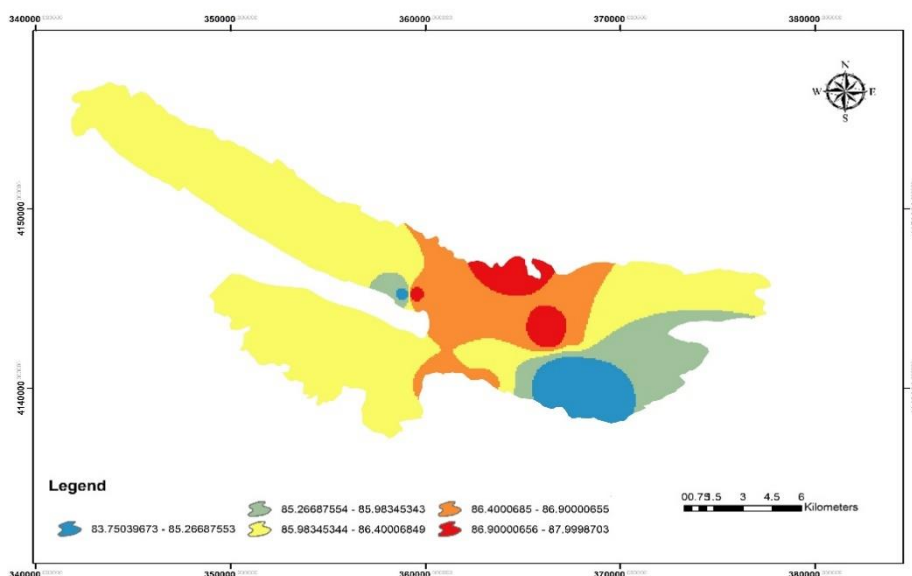 340000 350000 360000 370000 380000
N
W E
S
4150000
4140000
Legend
85.26687554 - 85.98345343 86.4000685 - 86.90000655
83.75039673 - 85.26687553 85.98345344 - 86.40006849 86.90000656 - 87.9998703
00.751.5 3 4.5 6
Kilometers
340000 350000 360000 370000 380000